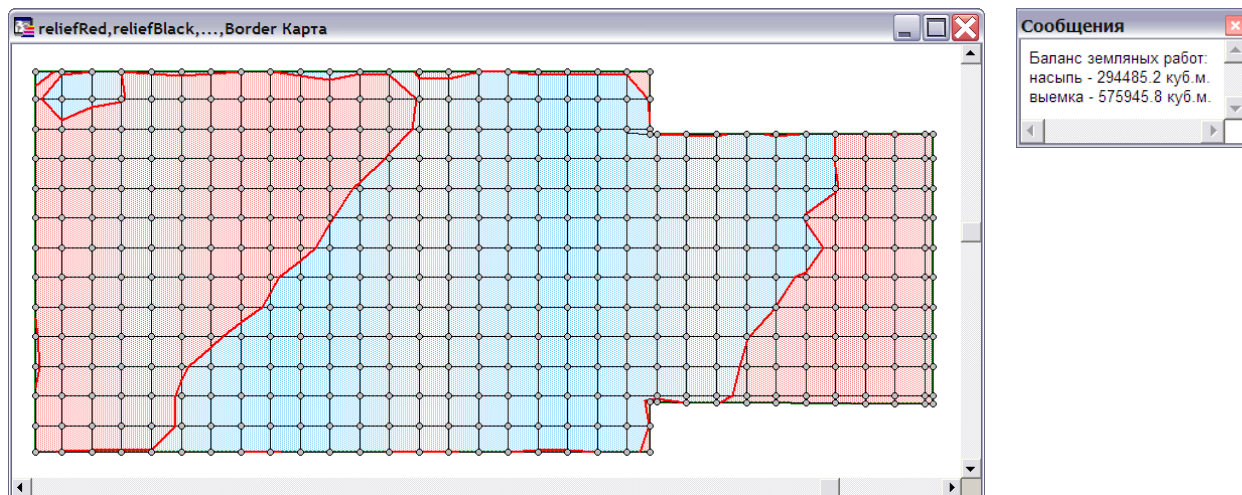 reliefRed,reliefBlack,...,Border Карта
Сообщения
Баланс земляных работ:
насыпь - 294485.2 куб.м.
выемка - 575945.8 куб.м.